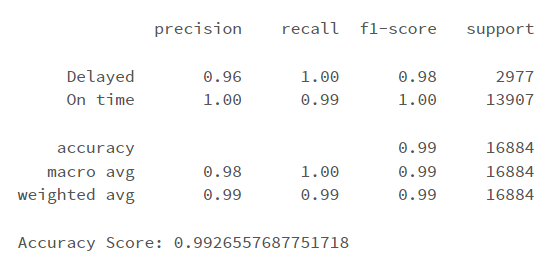 precision recall f1-score support
Delayed 0.96 1.00 0.98 2977
On time 1.00 0.99 1.00 13907
accuracy 0.99 16884
macro avg 0.98 1.00 0.99 16884
weighted avg 0.99 0.99 0.99 16884
Accuracy Score: 0.9926557687751718